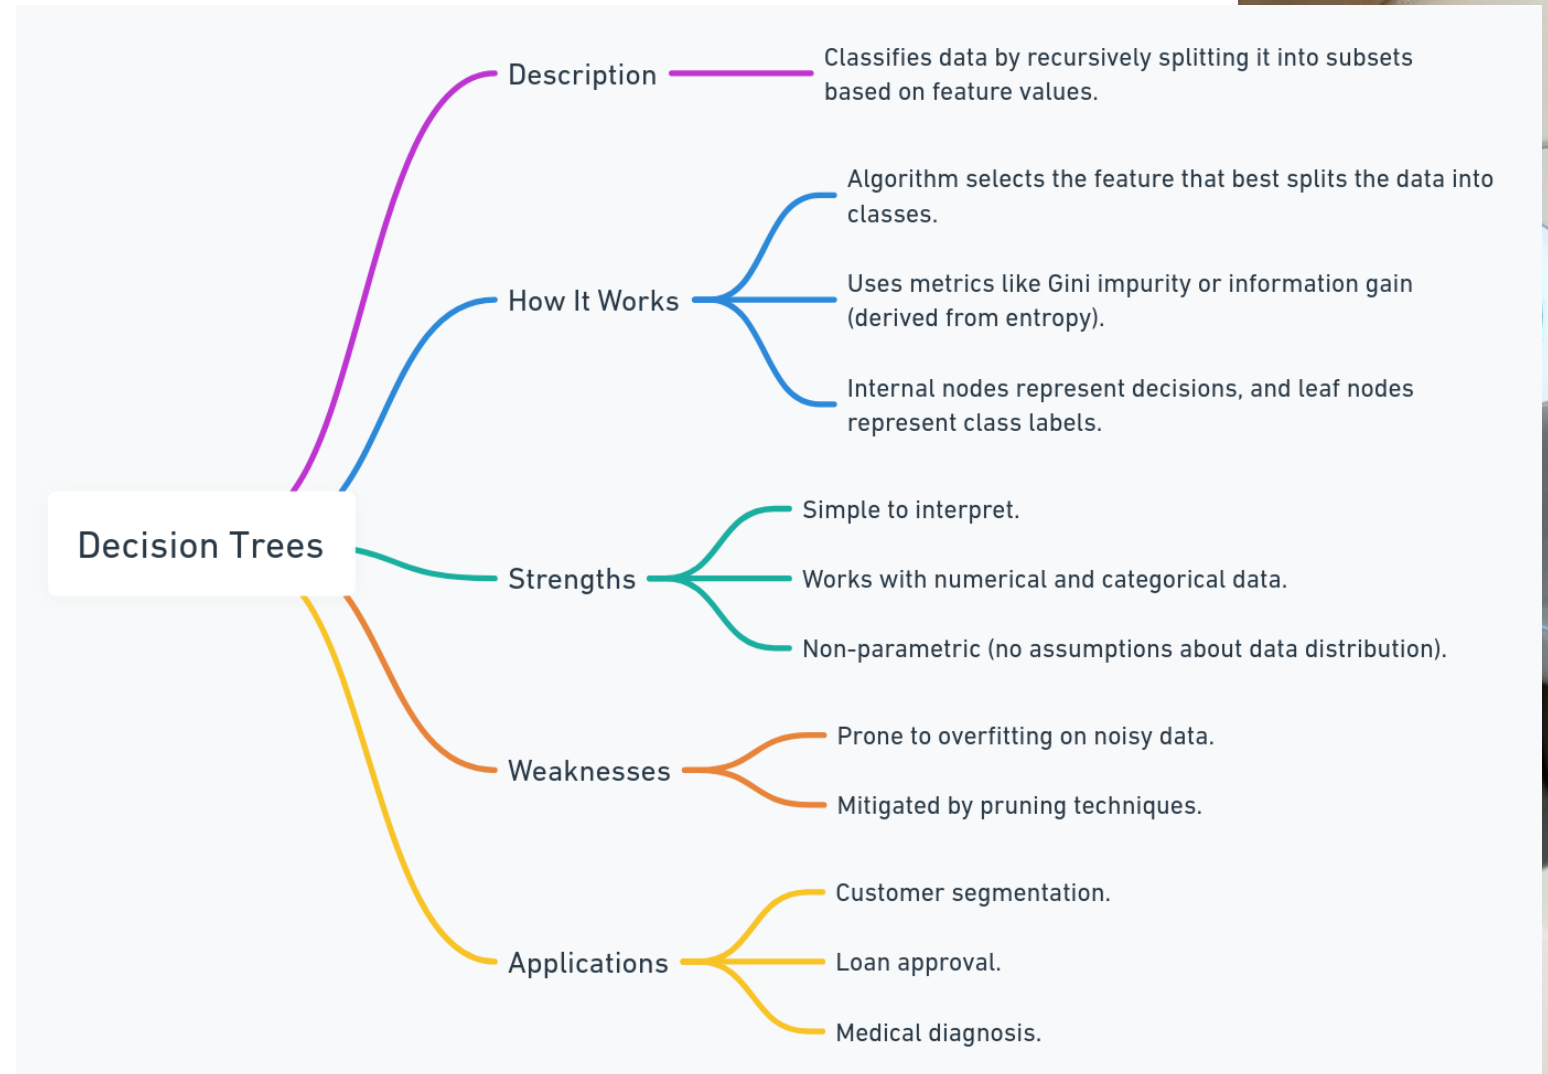 Decision Trees
Description
Classifies data by recursively splitting it into subsets
based on feature values.
How It Works
Algorithm selects the feature that best splits the data into
classes.
Uses metrics like Gini impurity or information gain
(derived from entropy).
Internal nodes represent decisions, and leaf nodes
represent class labels.
Strengths
Simple to interpret.
Works with numerical and categorical data.
Non-parametric (no assumptions about data distribution).
Weaknesses
Prone to overfitting on noisy data.
Mitigated by pruning techniques.
Applications
Customer segmentation.
Loan approval.
Medical diagnosis.